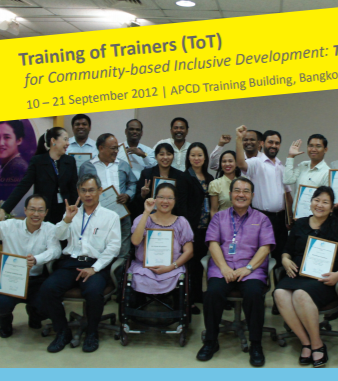 Training of Trainers (ToT)
for Community-based Inclusive Development:
10 – 21 September 2012 | APCD Training Building, Bangko